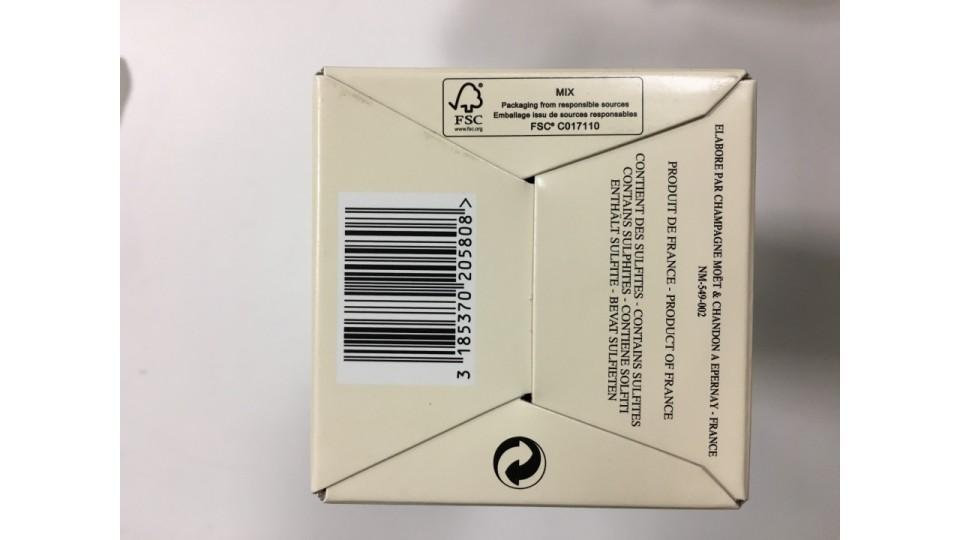 FSC
www.fsc.org
MIX
Packaging from responsible sources
Emballage issu de sources responsables
FSC® C017110
ELABORE PAR CHAMPAGNE MOËT & CHANDON A EPERNAY - FRANCE
NM-549-002
PRODUIT DE FRANCE - PRODUCT OF FRANCE
CONTIENT DES SULFITES - CONTAINS SULFITES
CONTAINS SULPHITES - CONTIENE SOLFITI
ENTHÄLT SULFITE - BEVAT SULFIETEN
3 185370 205808 >